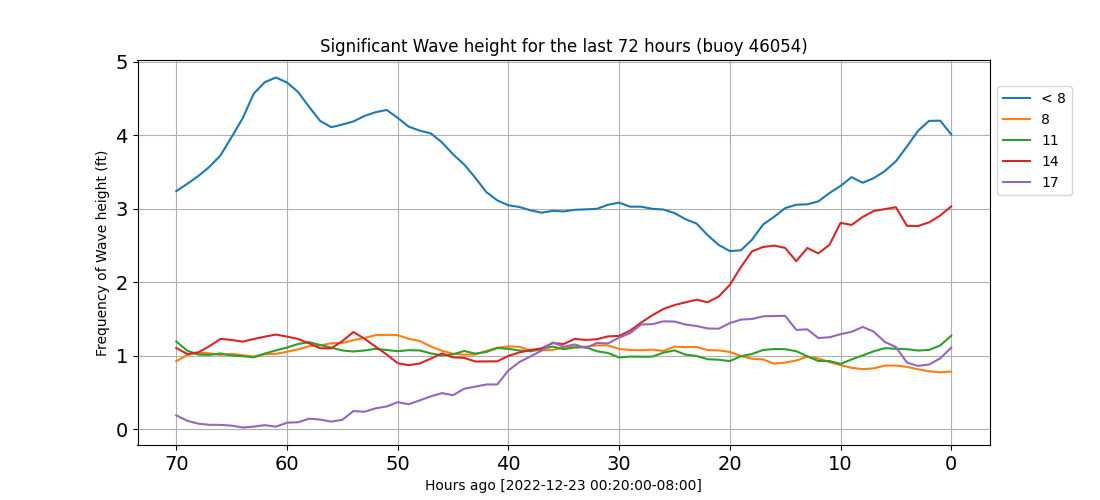 Significant Wave height for the last 72 hours (buoy 46054)
Frequency of Wave height (ft)
5
4
3
2
1
0
70 60 50 40 30 20 10 0
Hours ago [2022-12-23 00:20:00-08:00]
< 8
8
11
14
17